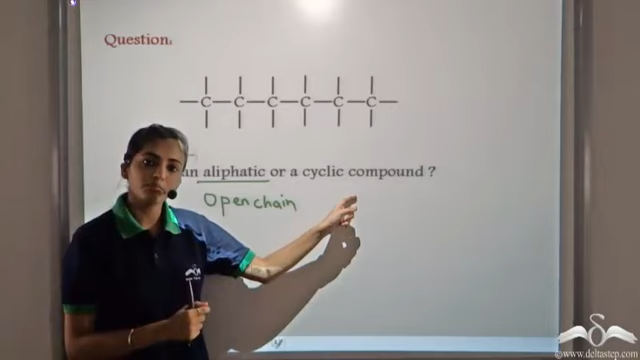 Question:
—C—C—C—C—C—C—
an aliphatic or a cyclic compound ?
Open chain
©www.deltastep.com